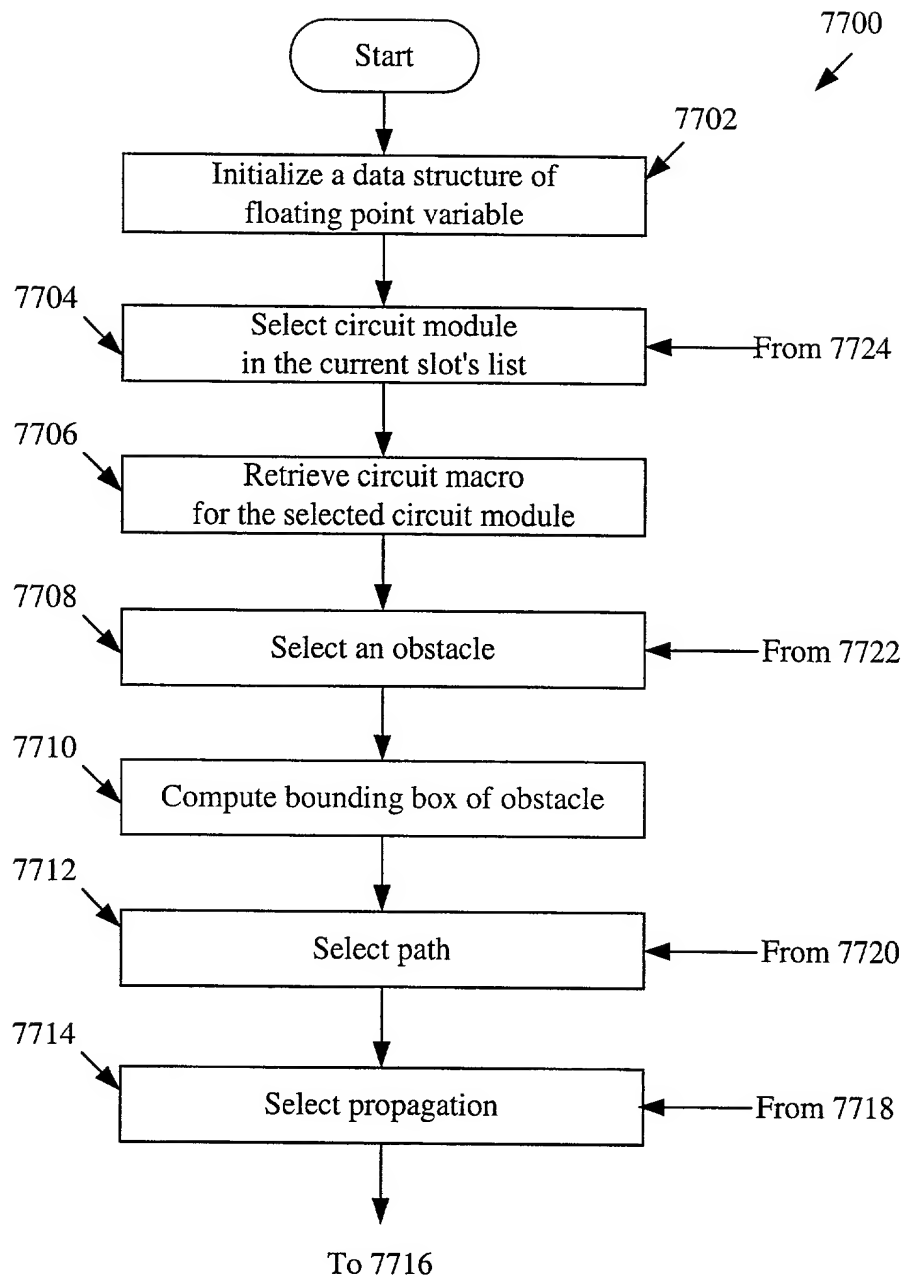 7700
Start
7702
Initialize a data structure of
floating point variable
7704
Select circuit module
in the current slot's list
From 7724
7706
Retrieve circuit macro
for the selected circuit module
7708
Select an obstacle
From 7722
7710
Compute bounding box of obstacle
7712
Select path
From 7720
7714
Select propagation
From 7718
To 7716